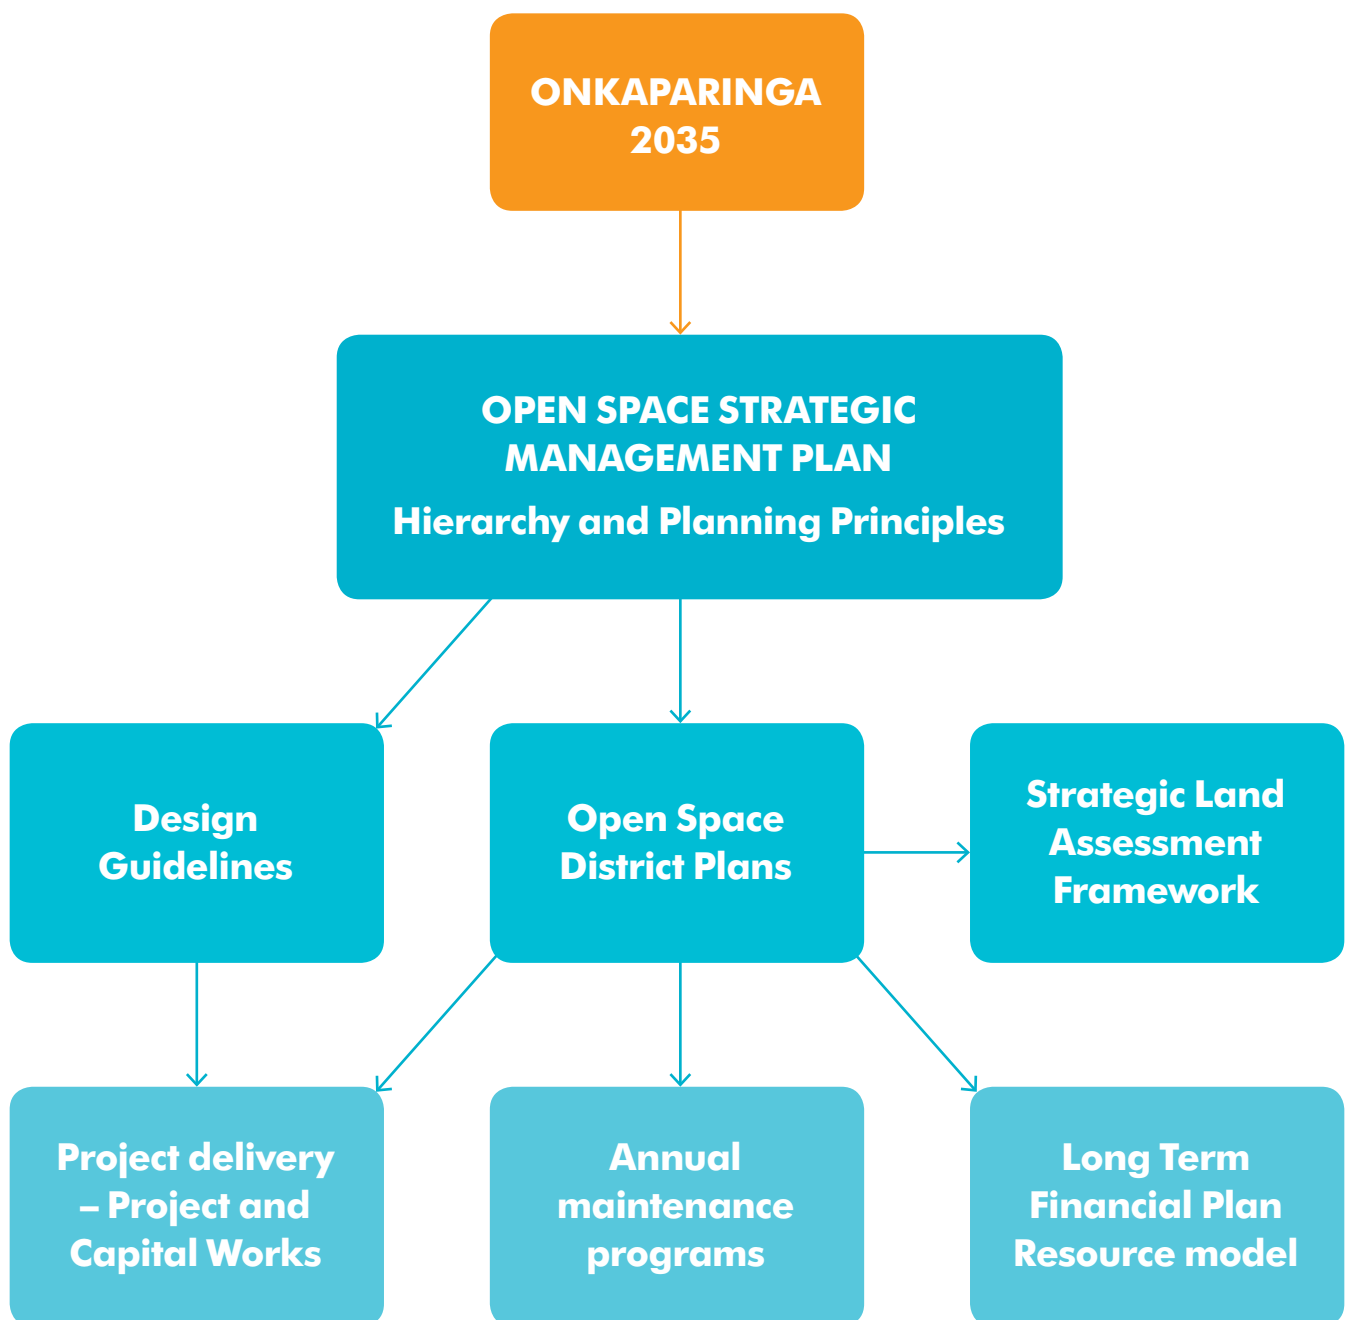 ONKAPARINGA
2035
OPEN SPACE STRATEGIC
MANAGEMENT PLAN
Hierarchy and Planning Principles
Design
Guidelines
Open Space
District Plans
Strategic Land
Assessment
Framework
Project delivery
– Project and
Capital Works
Annual
maintenance
programs
Long Term
Financial Plan
Resource model